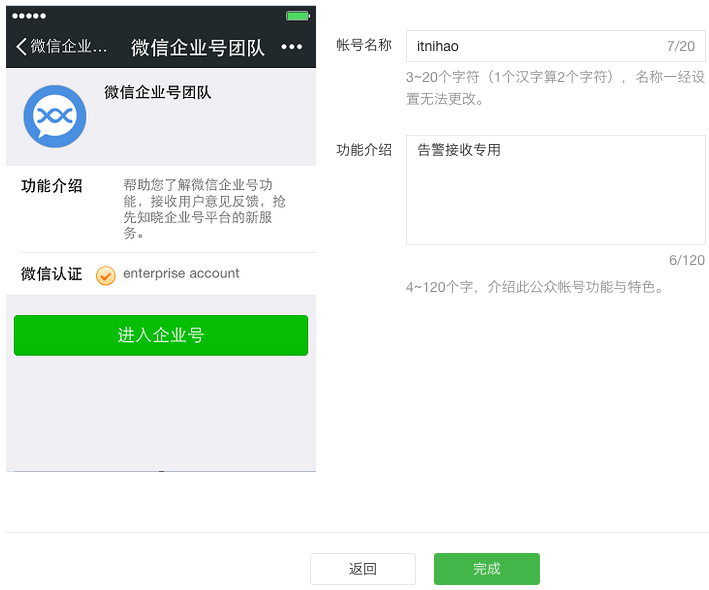 微信企业... 微信企业号团队
微信企业号团队
功能介绍
帮助您了解微信企业号功
能，接收用户意见反馈，抢
先知晓企业号平台的新服
务。
微信认证 enterprise account
进入企业号
帐号名称 itnihao 7/20
3~20个字符（1个汉字算2个字符），名称一经设
置无法更改。
功能介绍 告警接收专用
6/120
4~120个字，介绍此公众帐号功能与特色。
返回 完成